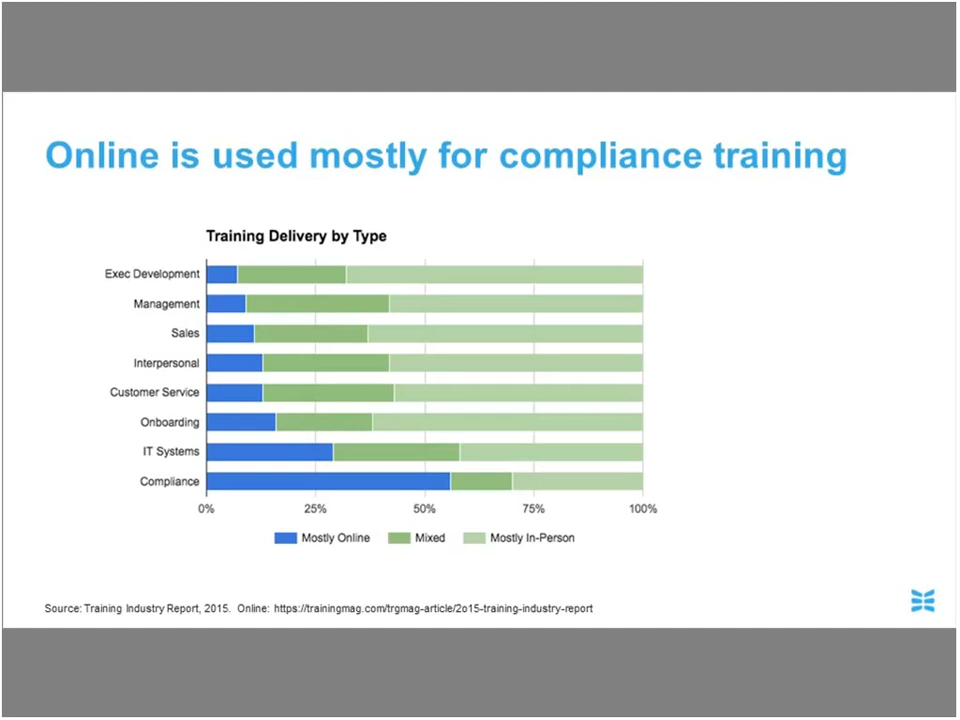 Online is used mostly for compliance training
Training Delivery by Type
Exec Development
Management
Sales
Interpersonal
Customer Service
Onboarding
IT Systems
Compliance
0% 25% 50% 75% 100%
Mostly Online Mixed Mostly In-Person
Source: Training Industry Report, 2015. Online: https://trainingmag.com/trgmag-article/2o15-training-industry-report